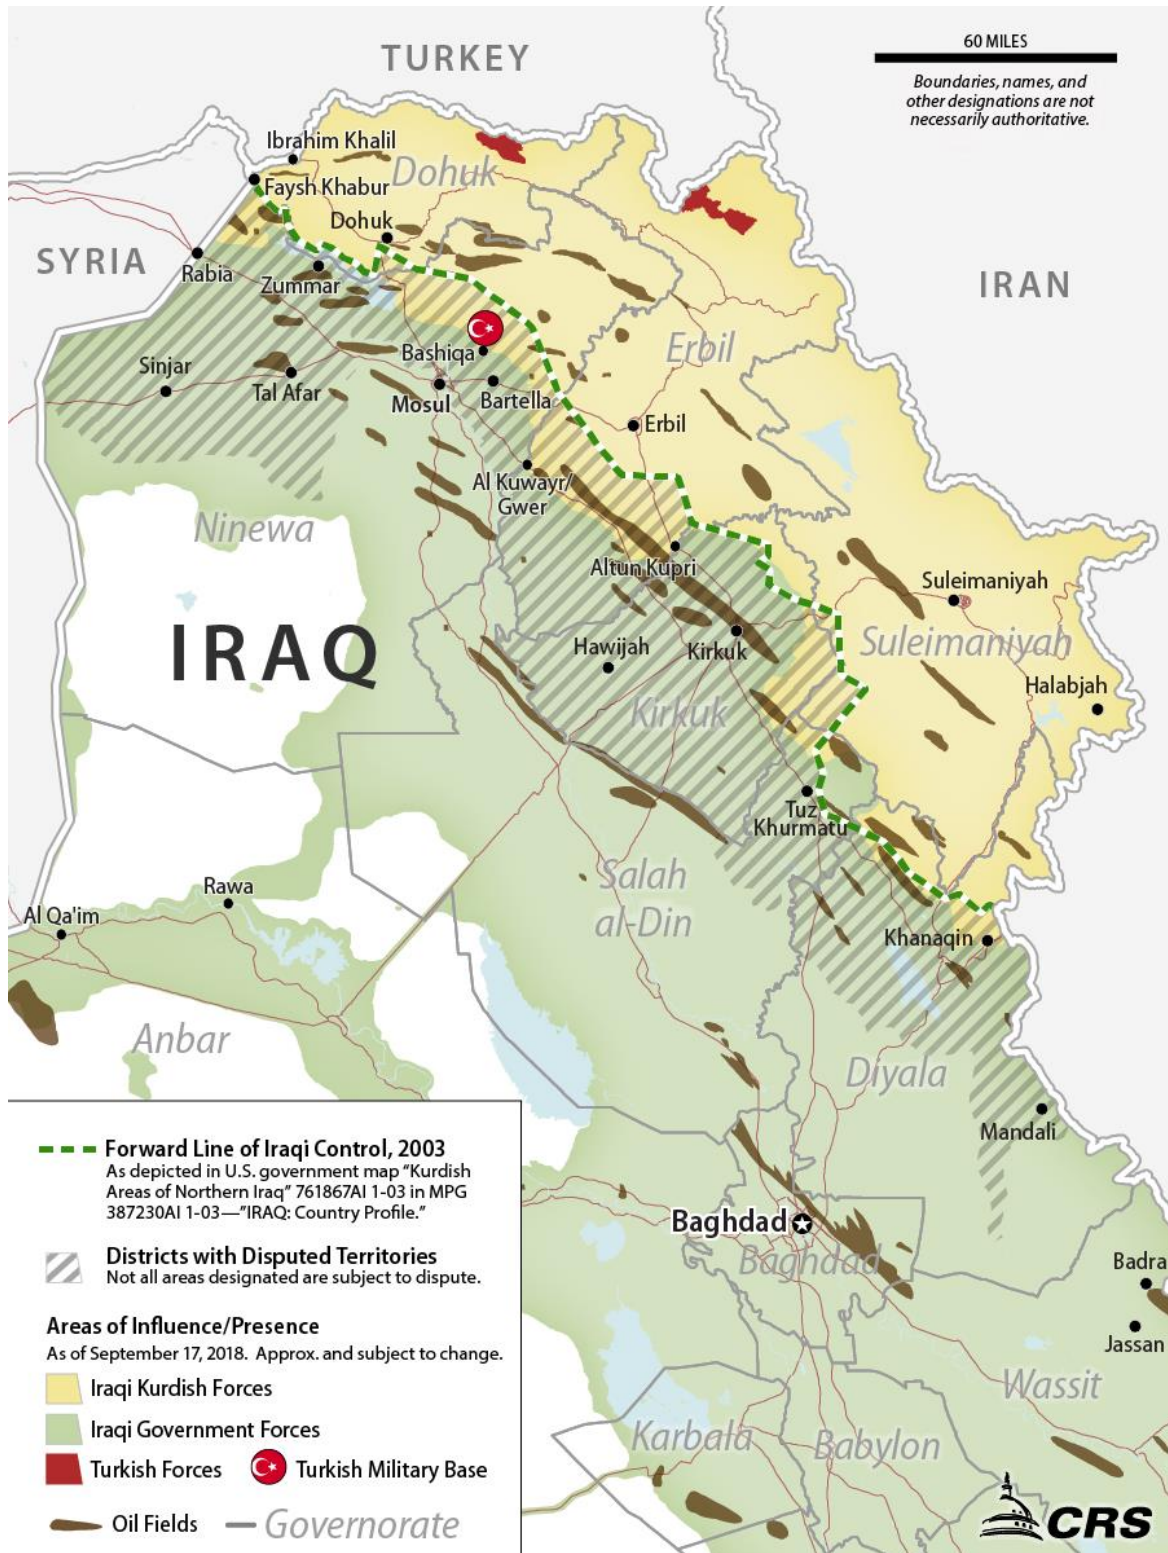 TURKEY
60 MILES
Boundaries, names, and
other designations are not
necessarily authoritative.
Ibrahim Khalil
Dohuk
Faysh Khabur
Dohuk
SYRIA
Rabia
Zummar
IRAN
Erbil
Bashiqa
Sinjar
Tal Afar
Mosul
Bartella
Erbil
Al Kuwayr/
Gwer
Ninewa
Altun Kupri
Suleimaniyah
IRAQ
Hawijah
Kirkuk
Suleimaniyah
Halabjah
Kirkuk
Tuz
Khurmatu
Salah
al-Din
Rawa
Al Qa'im
Khanaqin
Anbar
Diyala
Mandali
Forward Line of Iraqi Control, 2003
As depicted in U.S. government map "Kurdish
Areas of Northern Iraq" 761867AI 1-03 in MPG
387230AI 1-03—"IRAQ: Country Profile."
Baghdad
Baghdad
Districts with Disputed Territories
Not all areas designated are subject to dispute.
Badra
Jassan
Areas of Influence/Presence
As of September 17, 2018. Approx. and subject to change.
Iraqi Kurdish Forces
Iraqi Government Forces
Turkish Forces
Turkish Military Base
Oil Fields
Governorate
Wassit
Karbala
Babylon
CRS